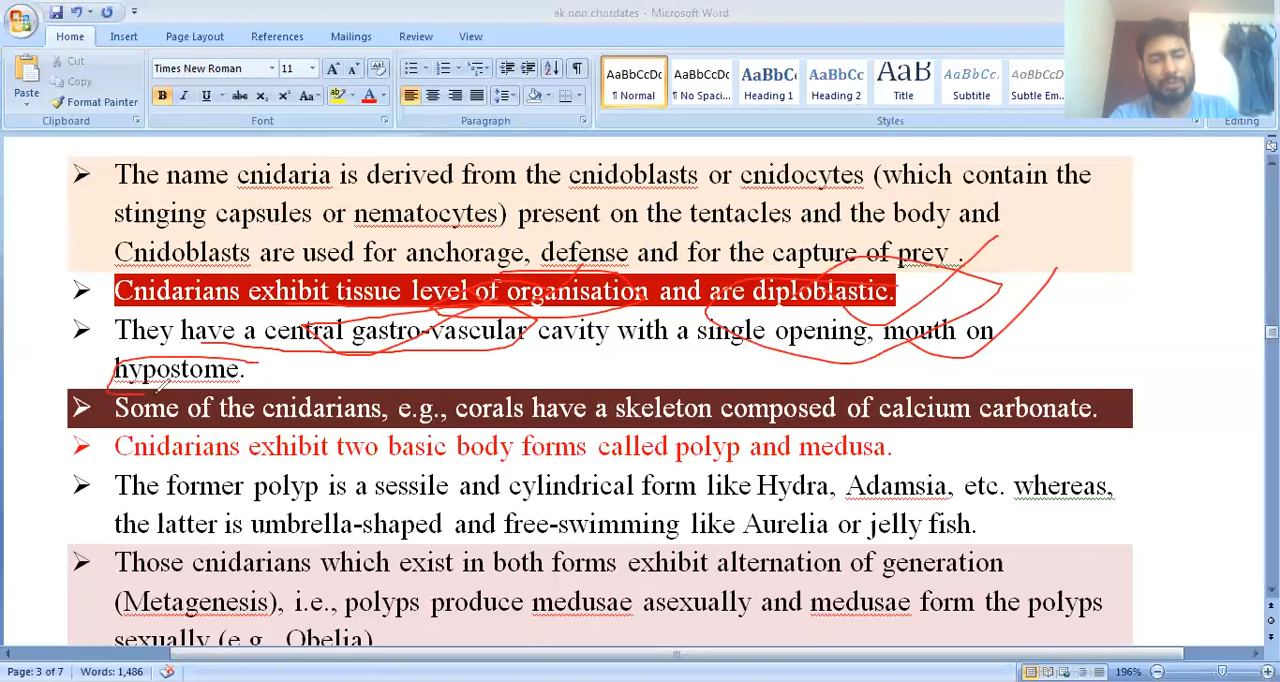 ak non chordates - Microsoft Word
Home Insert Page Layout References Mailings Review View
Cut
Copy
Paste
Format Painter
Clipboard
Times New Roman 11
Font
Paragraph
AaBbCcDc AaBbCcDc AaBbC AaBbCc AaB AaBbCc AaBbCcDc
¶ Normal ¶ No Spaci... Heading 1 Heading 2 Title Subtitle Subtle Em...
Styles
Editing
The name cnidaria is derived from the cnidoblasts or cnidocytes (which contain the
stinging capsules or nematocytes) present on the tentacles and the body and
Cnidoblasts are used for anchorage, defense and for the capture of prey .
Cnidarians exhibit tissue level of organisation and are diploblastic.
They have a central gastro-vascular cavity with a single opening, mouth on
hypostome.
Some of the cnidarians, e.g., corals have a skeleton composed of calcium carbonate.
Cnidarians exhibit two basic body forms called polyp and medusa.
The former polyp is a sessile and cylindrical form like Hydra, Adamsia, etc. whereas,
the latter is umbrella-shaped and free-swimming like Aurelia or jelly fish.
Those cnidarians which exist in both forms exhibit alternation of generation
(Metagenesis), i.e., polyps produce medusae asexually and medusae form the polyps
sexually (e.g., Obelia)
Page: 3 of 7 Words: 1,486 196%